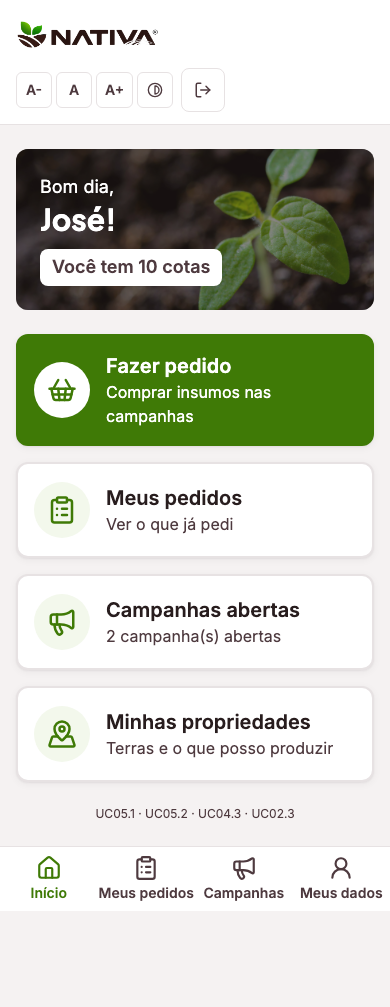 NATIVA®
A-
A
A+
Bom dia,
José!
Você tem 10 cotas
Fazer pedido
Comprar insumos nas
campanhas
Meus pedidos
Ver o que já pedi
Campanhas abertas
2 campanha(s) abertas
Minhas propriedades
Terras e o que posso produzir
UC05.1 · UC05.2 · UC04.3 · UC02.3
Início
Meus pedidos
Campanhas
Meus dados